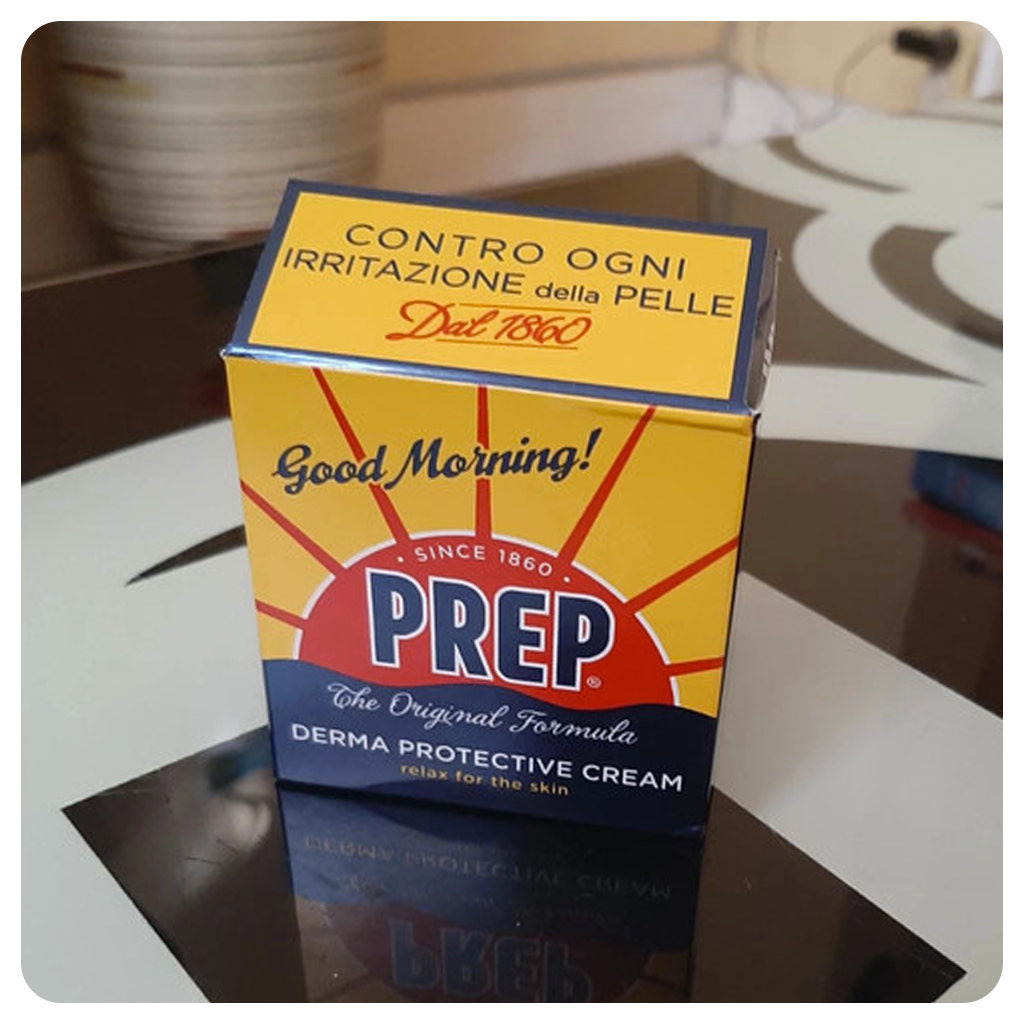 CONTRO OGNI
IRRITAZIONE della PELLE
Dal 1860
Good Morning!
• SINCE 1860 •
PREP®
The Original Formula
DERMA PROTECTIVE CREAM
relax for the skin